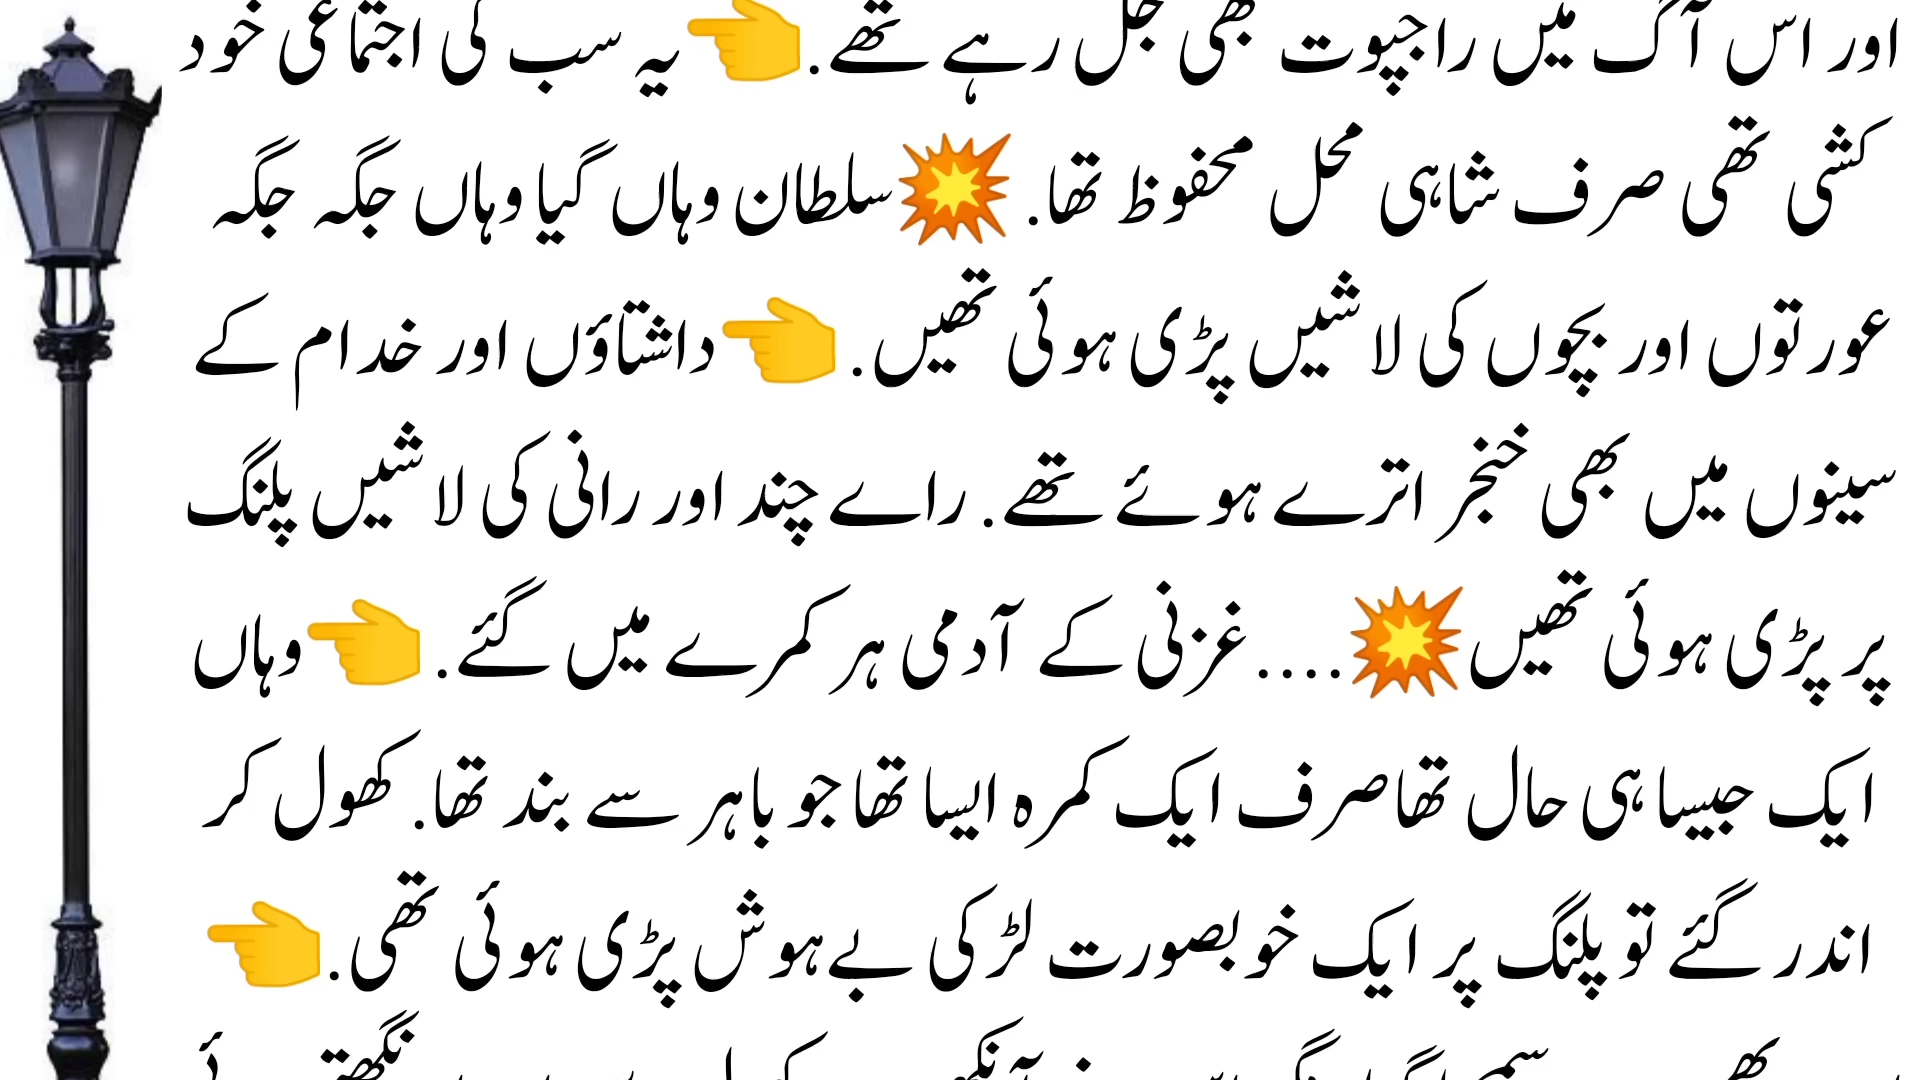 اور اس آگ میں راجپوت بھی جل رہے تھے.👈یہ سب کی اجتماعی خود
کشی تھی صرف شاہی محل محفوظ تھا. 💥سلطان وہاں گیا وہاں جگہ جگہ
عورتوں اور بچوں کی لاشیں پڑی ہوئی تھیں.👈داشتاؤں اور خدام کے
سینوں میں بھی خنجر اترے ہوئے تھے. راے چند اور رانی کی لاشیں پلنگ
پر پڑی ہوئی تھیں💥.... غزنی کے آدمی ہر کمرے میں گئے.👈وہاں
ایک جیسا ہی حال تھا صرف ایک کمرہ ایسا تھا جو باہر سے بند تھا. کھول کر
اندر گئے تو پلنگ پر ایک خوبصورت لڑکی بےہوش پڑی ہوئی تھی.👈